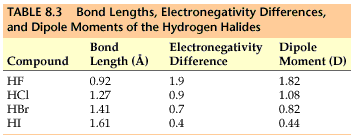 TABLE 8.3 Bond Lengths, Electronegativity Differences,
and Dipole Moments of the Hydrogen Halides
Bond Electronegativity Dipole
Compound Length (Å) Difference Moment (D)
HF 0.92 1.9 1.82
HCl 1.27 0.9 1.08
HBr 1.41 0.7 0.82
HI 1.61 0.4 0.44